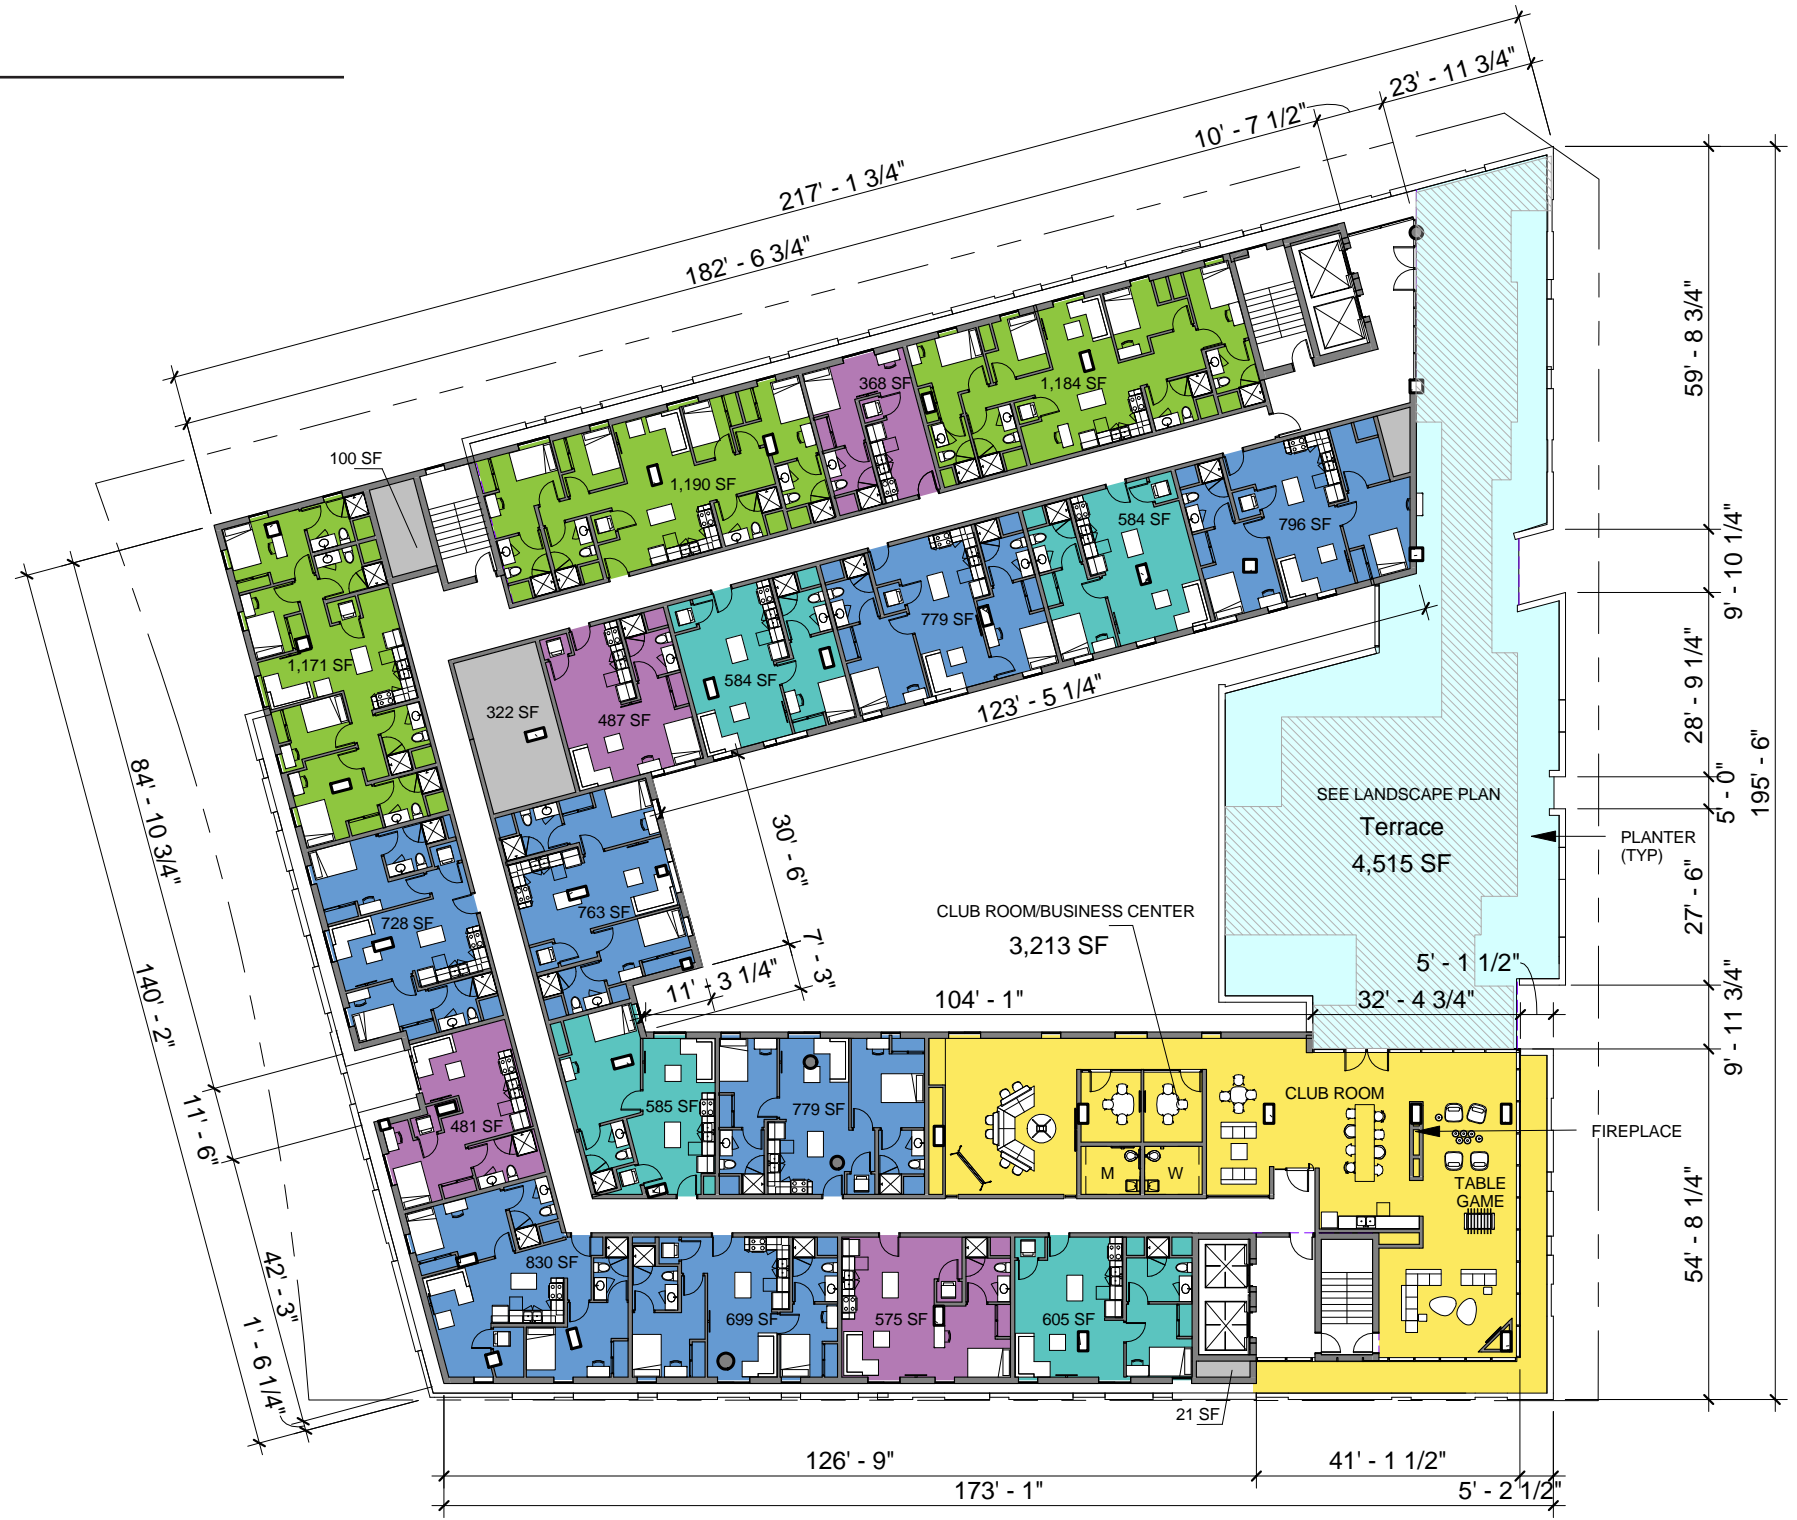 23' - 11 3/4"
10' - 7 1/2"
217' - 1 3/4"
182' - 6 3/4"
59' - 8 3/4"
368 SF
1,184 SF
100 SF
1,190 SF
584 SF
796 SF
9' - 10 1/4"
779 SF
1,171 SF
584 SF
487 SF
322 SF
123' - 5 1/4"
28' - 9 1/4"
195' - 6"
5' - 0"
84' - 10 3/4"
SEE LANDSCAPE PLAN
Terrace
4,515 SF
PLANTER
(TYP)
30' - 6"
763 SF
728 SF
CLUB ROOM/BUSINESS CENTER
3,213 SF
27' - 6"
7' - 3"
5' - 1 1/2"
11' - 3 1/4"
104' - 1"
32' - 4 3/4"
140' - 2"
9' - 11 3/4"
11' - 6"
CLUB ROOM
585 SF
779 SF
481 SF
FIREPLACE
M
W
TABLE
GAME
42' - 3"
54' - 8 1/4"
830 SF
699 SF
575 SF
605 SF
1' - 6 1/4"
21 SF
126' - 9"
41' - 1 1/2"
173' - 1"
5' - 2 1/2"